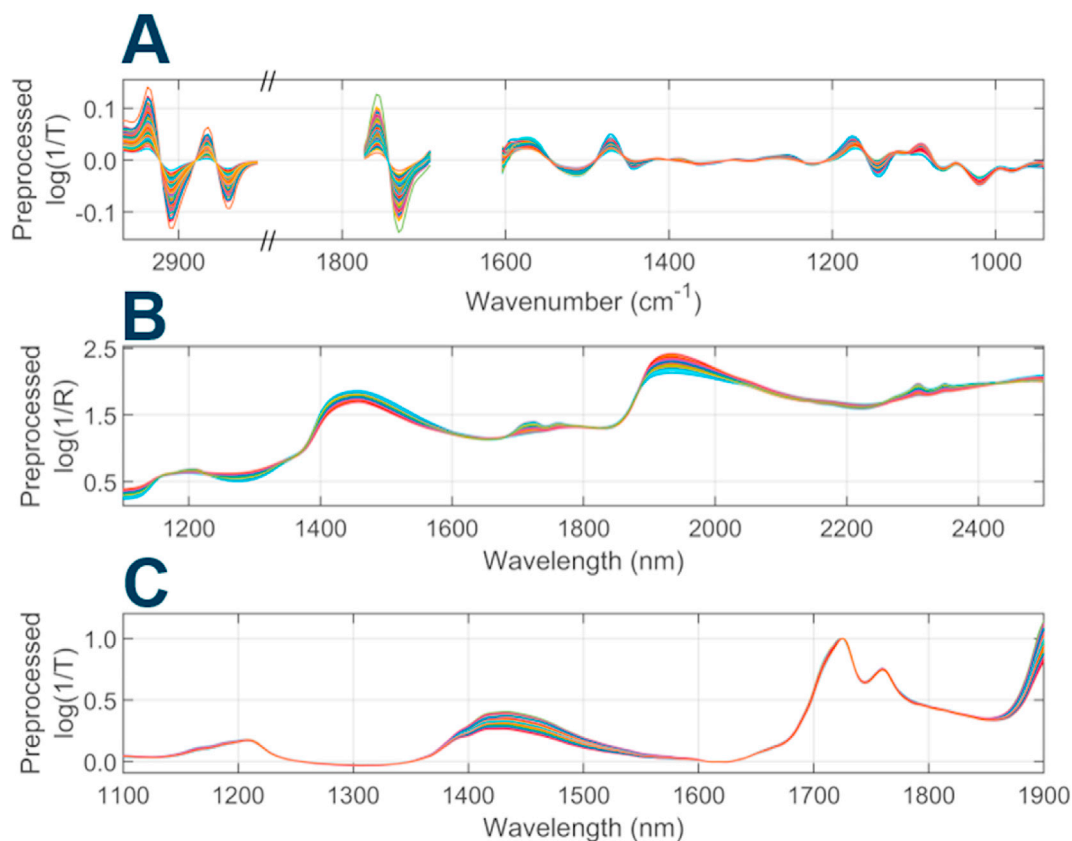 A
Preprocessed
log(1/T)
0.1
0.0
-0.1
//
//
2900
1800
1600
1400
1200
1000
Wavenumber (cm⁻¹)
B
Preprocessed
log(1/R)
2.5
1.5
0.5
1200
1400
1600
1800
2000
2200
2400
Wavelength (nm)
C
Preprocessed
log(1/T)
1.0
0.5
0.0
1100
1200
1300
1400
1500
1600
1700
1800
1900
Wavelength (nm)